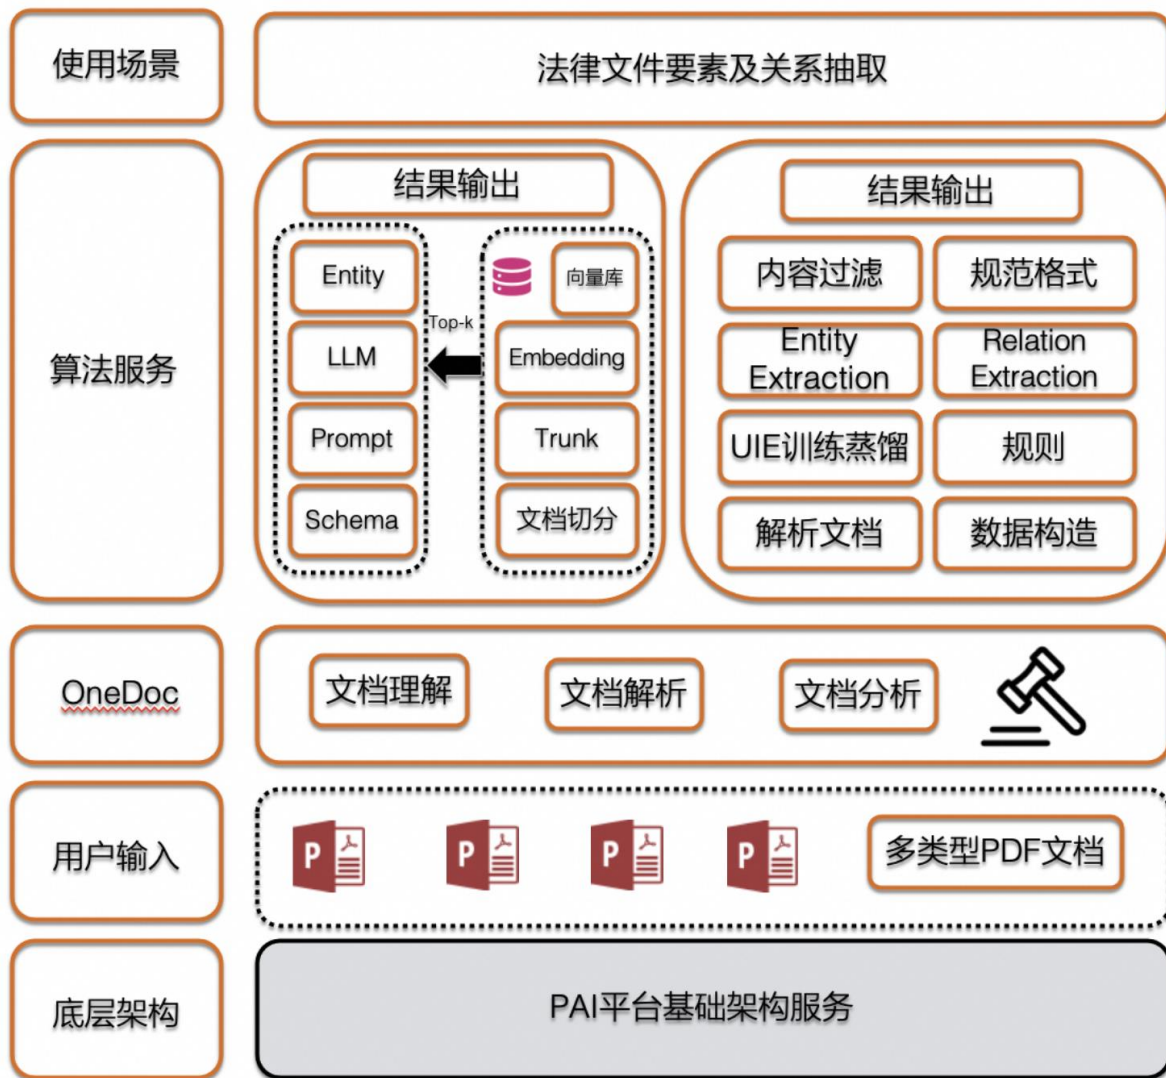 使用场景
法律文件要素及关系抽取
算法服务
结果输出
Entity
LLM
Prompt
Schema
Top-k
向量库
Embedding
Trunk
文档切分
结果输出
内容过滤
规范格式
Entity
Extraction
Relation
Extraction
UIE训练蒸馏
规则
解析文档
数据构造
OneDoc
文档理解
文档解析
文档分析
用户输入
P
P
P
P
多类型PDF文档
底层架构
PAI平台基础架构服务